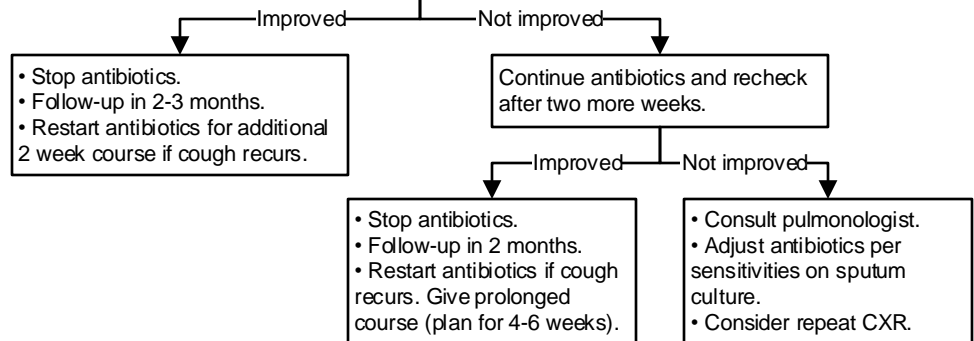 Improved
Not improved
• Stop antibiotics.
• Follow-up in 2-3 months.
• Restart antibiotics for additional
2 week course if cough recurs.
Continue antibiotics and recheck
after two more weeks.
Improved
Not improved
• Stop antibiotics.
• Follow-up in 2 months.
• Restart antibiotics if cough
recurs. Give prolonged
course (plan for 4-6 weeks).
• Consult pulmonologist.
• Adjust antibiotics per
sensitivities on sputum
culture.
• Consider repeat CXR.